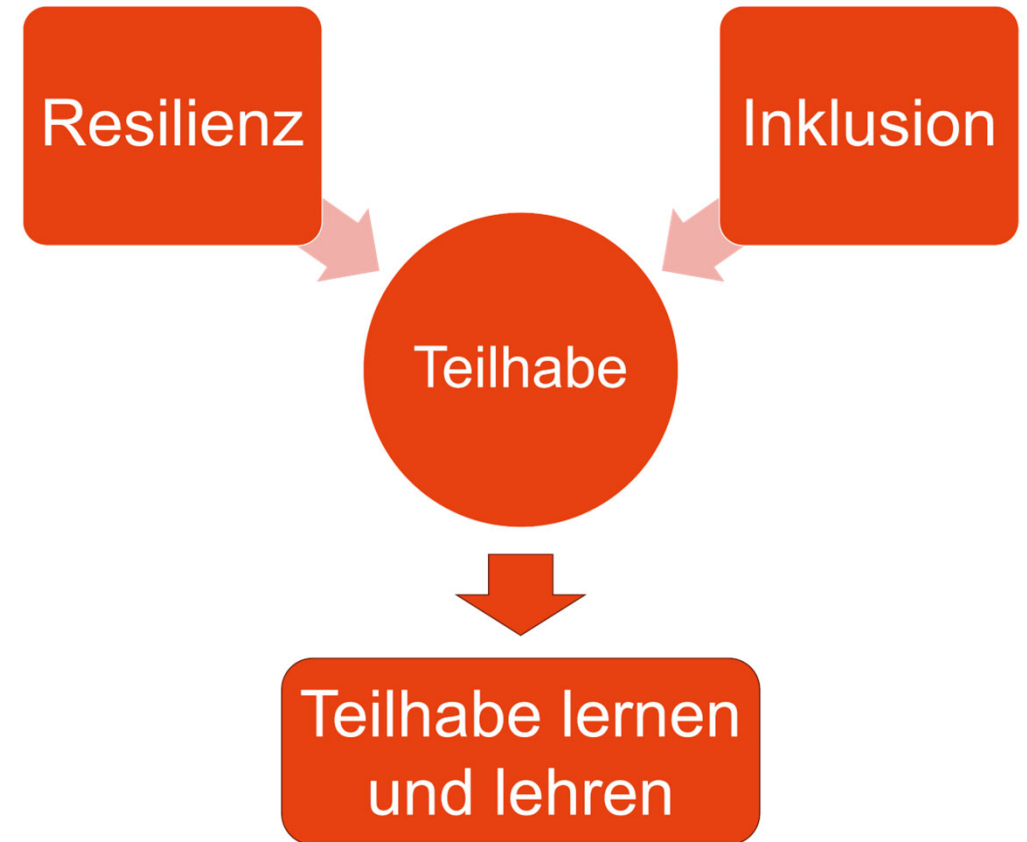 Resilienz
Inklusion
Teilhabe
Teilhabe lernen
und lehren